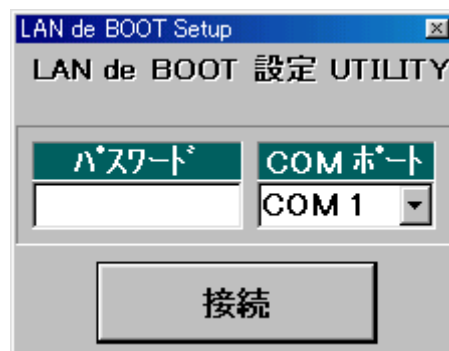 LAN de BOOT Setup
LAN de BOOT 設定 UTILITY
ﾊﾟｽﾜｰﾄﾞ COM ﾎﾟｰﾄ
COM 1
接続